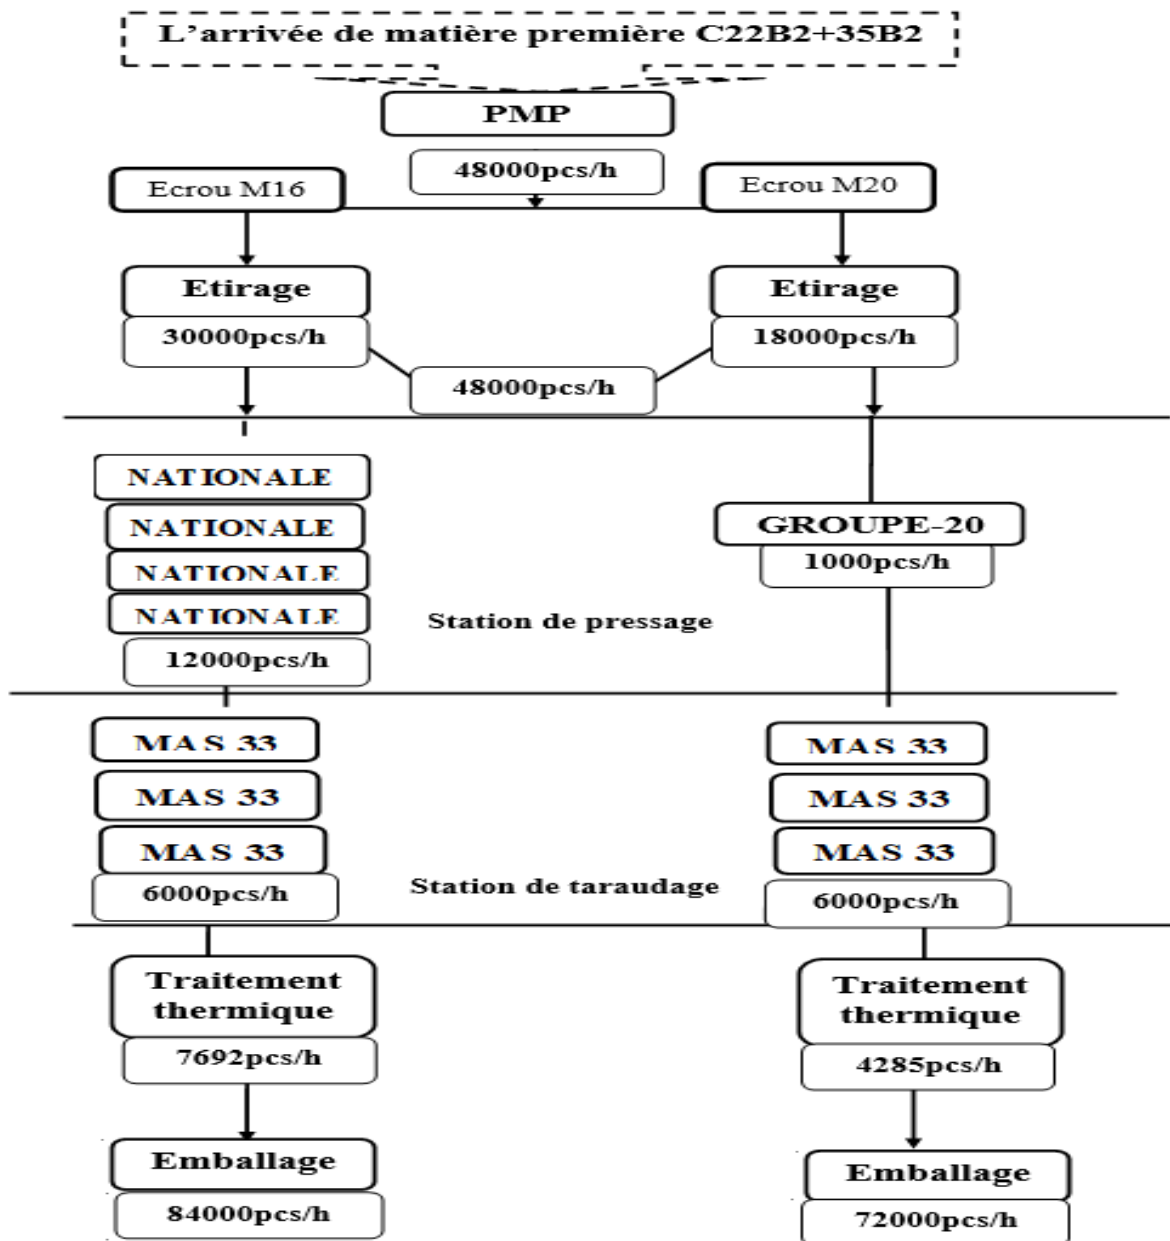 L'arrivée de matière première C22B2+35B2
PMP
48000pcs/h
Ecrou M16
Ecrou M20
Etirage
Etirage
30000pcs/h
18000pcs/h
48000pcs/h
NATIONALE
NATIONALE
NATIONALE
NATIONALE
12000pcs/h
GROUPE-20
1000pcs/h
Station de pressage
MAS 33
MAS 33
MAS 33
6000pcs/h
MAS 33
MAS 33
MAS 33
6000pcs/h
Station de taraudage
Traitement
thermique
7692pcs/h
Traitement
thermique
4285pcs/h
Emballage
84000pcs/h
Emballage
72000pcs/h